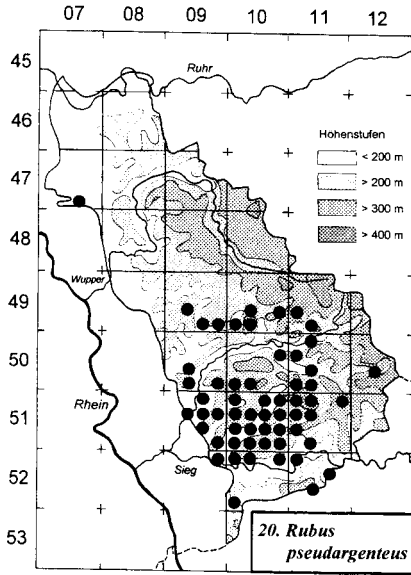 07 08 09 10 11 12
45
46
47
48
49
50
51
52
53
Ruhr
Höhenstufen
< 200 m
> 200 m
> 300 m
> 400 m
Wupper
Rhein
Sieg
20. Rubus
pseudargenteus